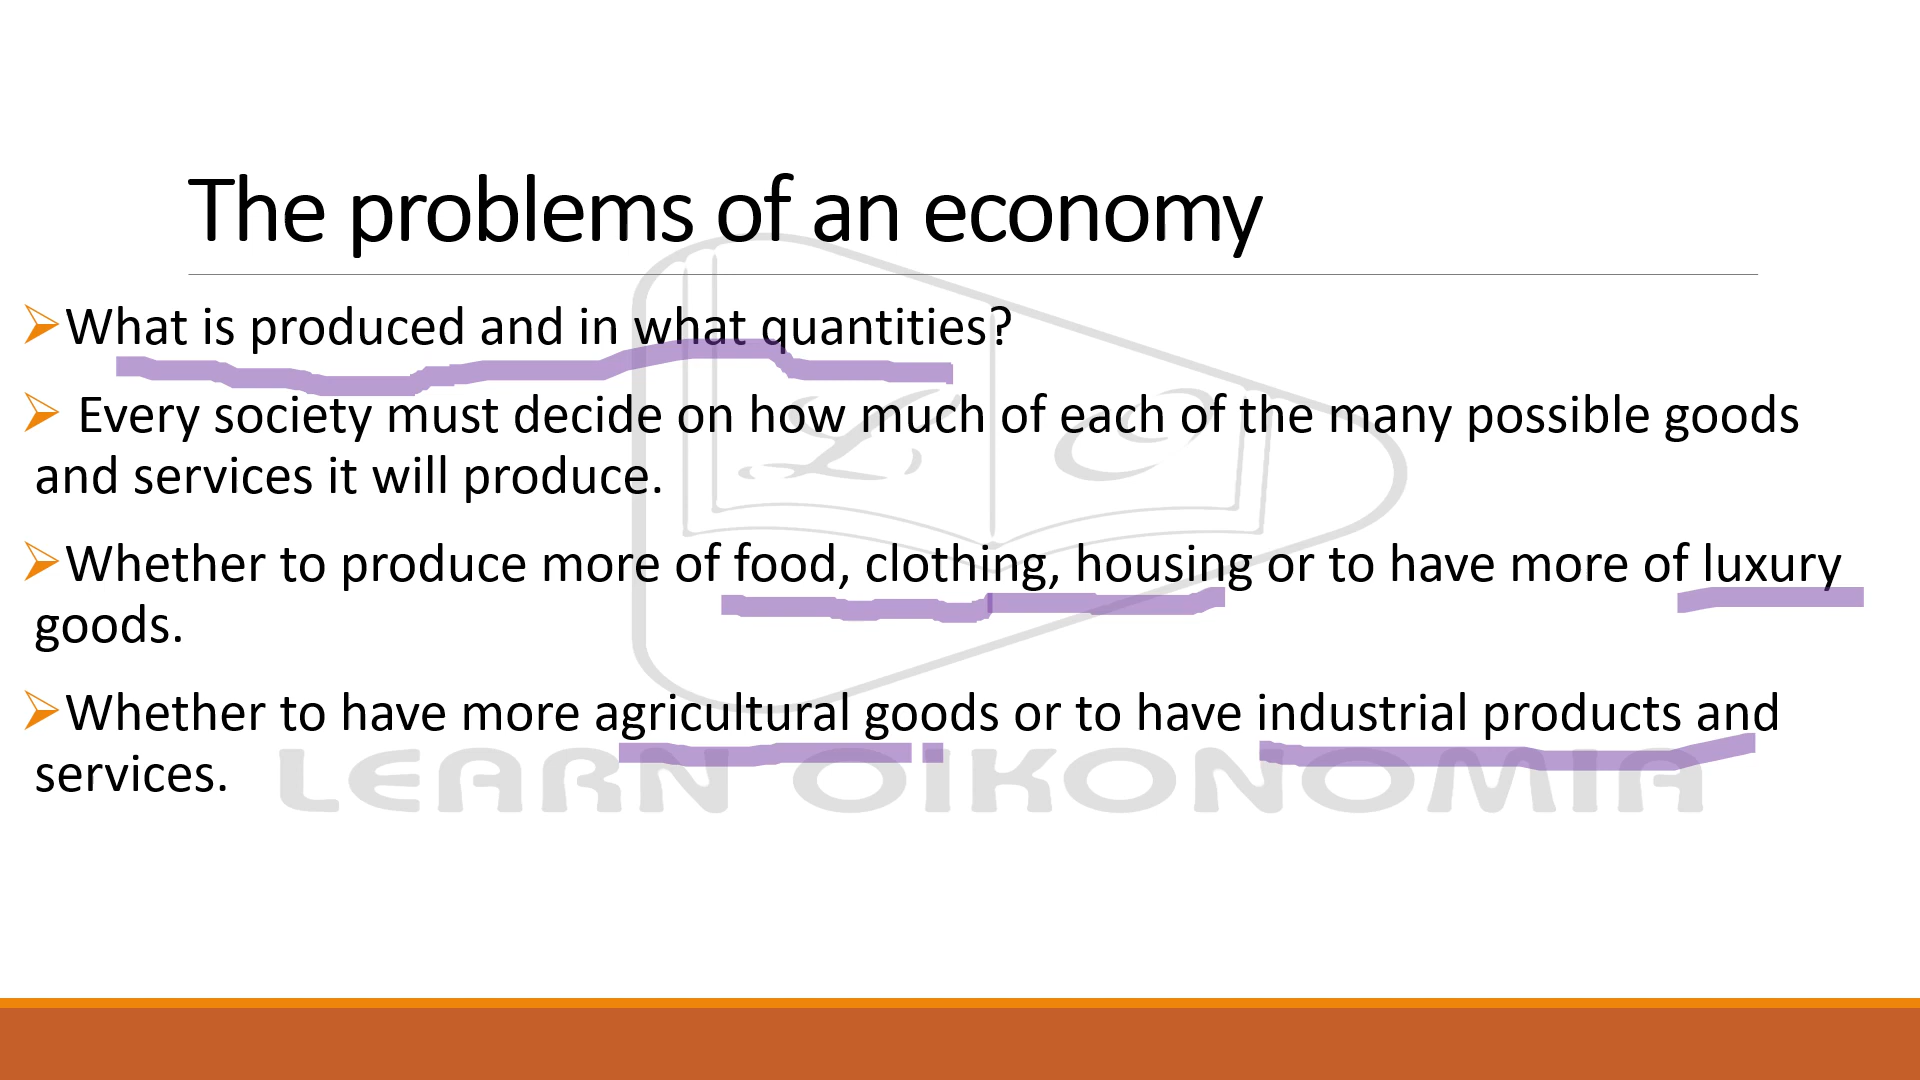 The problems of an economy
What is produced and in what quantities?
Every society must decide on how much of each of the many possible goods
and services it will produce.
Whether to produce more of food, clothing, housing or to have more of luxury
goods.
Whether to have more agricultural goods or to have industrial products and
services.
LO
LEARN OIKONOMIA